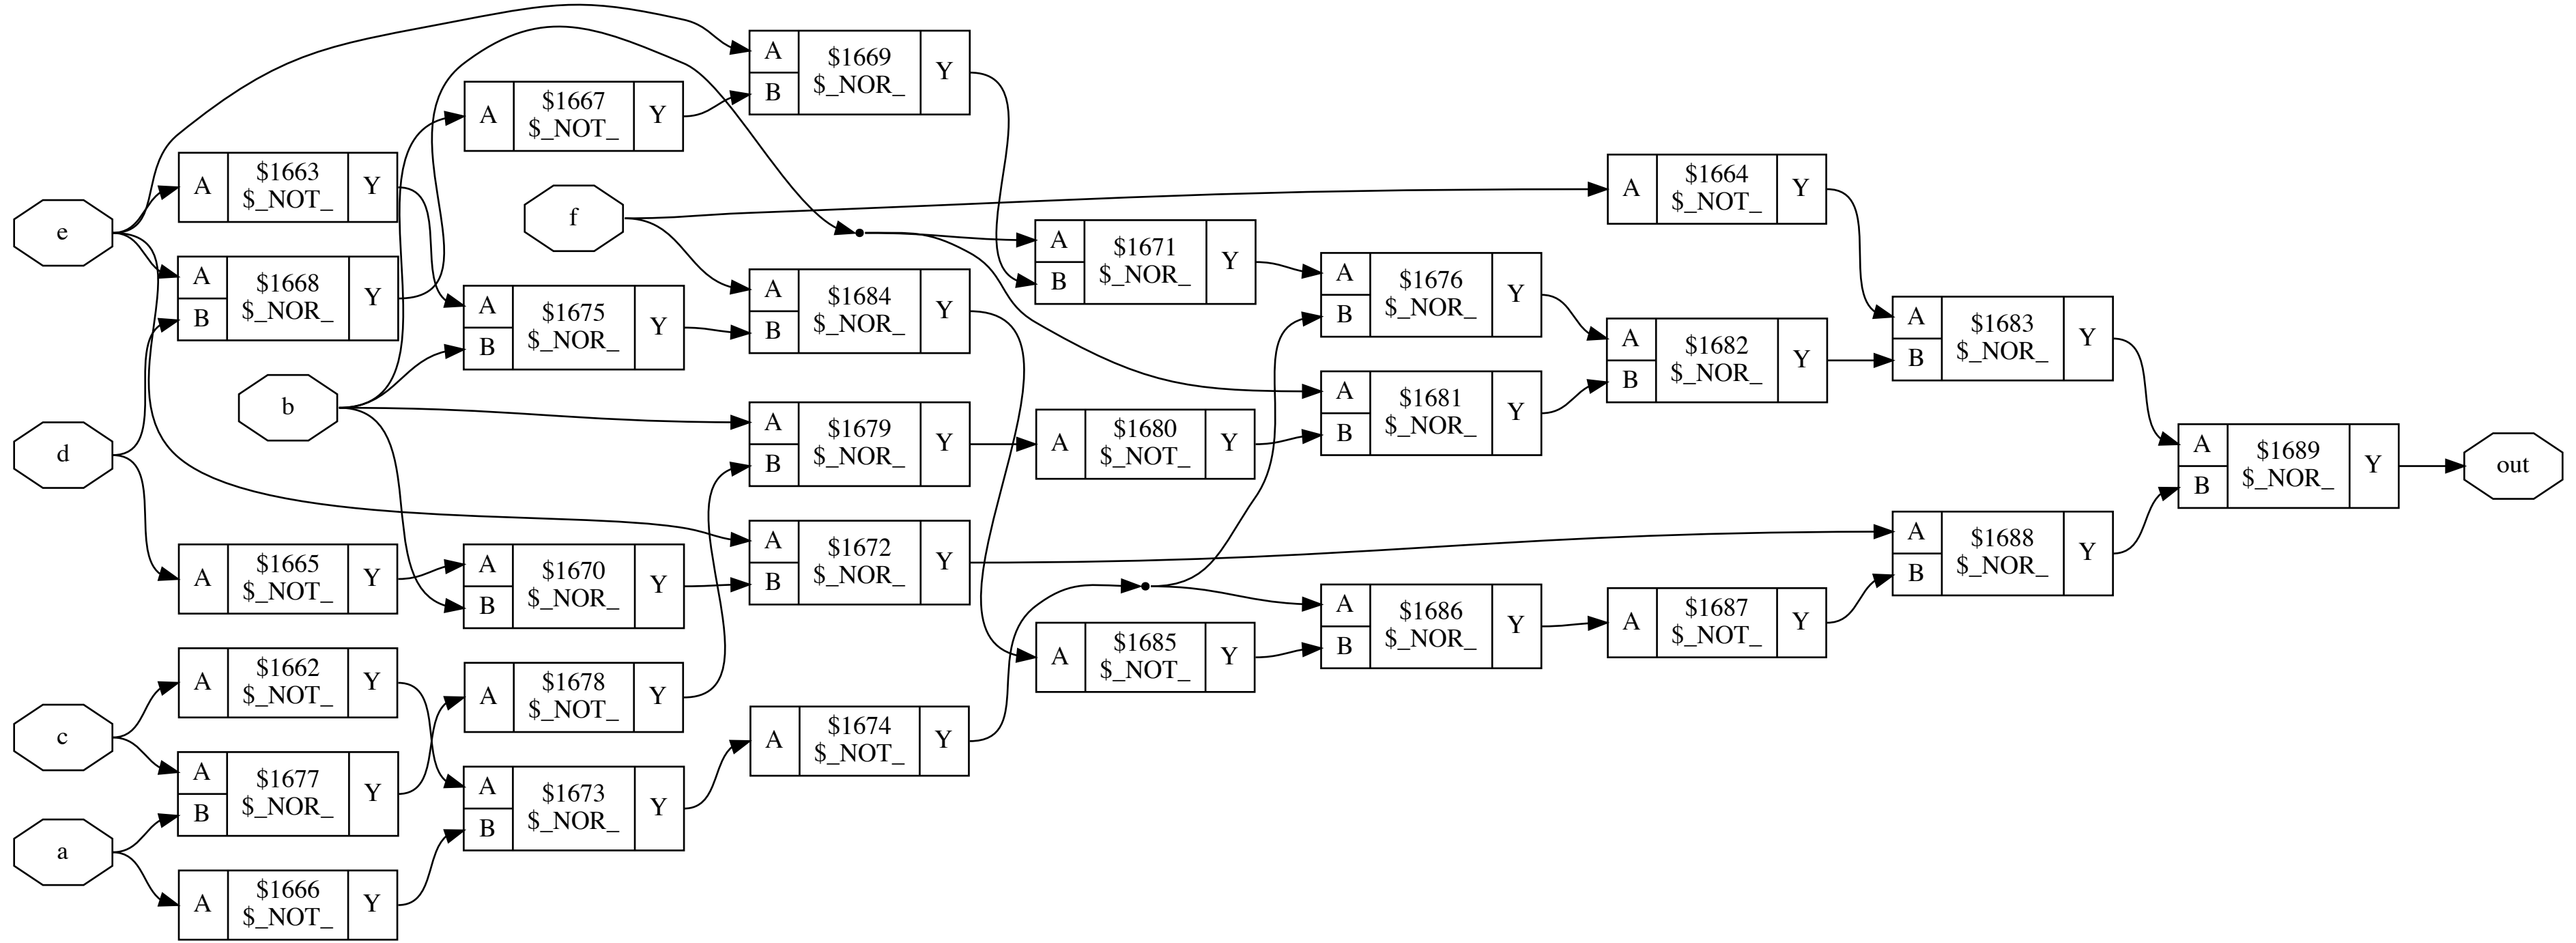 A
B
$1669
$_NOR_
Y
A
$1667
$_NOT_
Y
A
$1663
$_NOT_
Y
A
$1664
$_NOT_
Y
e
f
A
B
$1668
$_NOR_
Y
A
B
$1671
$_NOR_
Y
A
B
$1675
$_NOR_
Y
A
B
$1684
$_NOR_
Y
A
B
$1676
$_NOR_
Y
A
B
$1682
$_NOR_
Y
A
B
$1683
$_NOR_
Y
b
A
B
$1679
$_NOR_
Y
A
$1680
$_NOT_
Y
A
B
$1681
$_NOR_
Y
d
A
B
$1689
$_NOR_
Y
out
A
$1665
$_NOT_
Y
A
B
$1670
$_NOR_
Y
A
B
$1672
$_NOR_
Y
A
B
$1688
$_NOR_
Y
A
$1685
$_NOT_
Y
A
B
$1686
$_NOR_
Y
A
$1687
$_NOT_
Y
c
A
$1662
$_NOT_
Y
A
$1678
$_NOT_
Y
A
$1674
$_NOT_
Y
A
B
$1677
$_NOR_
Y
A
B
$1673
$_NOR_
Y
a
A
$1666
$_NOT_
Y